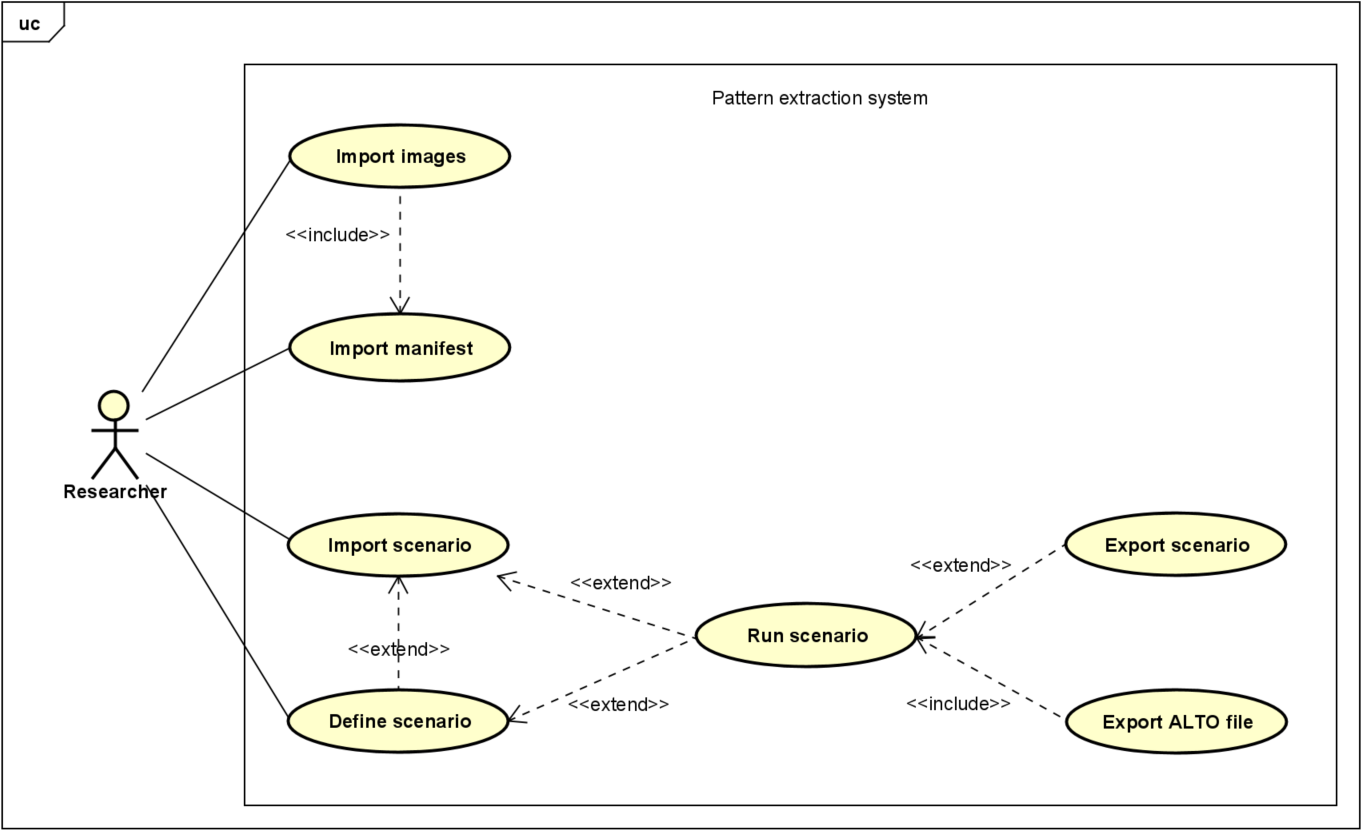 uc
Pattern extraction system
Import images
<<include>>
Import manifest
Researcher
Import scenario
Export scenario
<<extend>>
<<extend>>
Run scenario
<<extend>>
<<extend>>
<<include>>
Define scenario
Export ALTO file